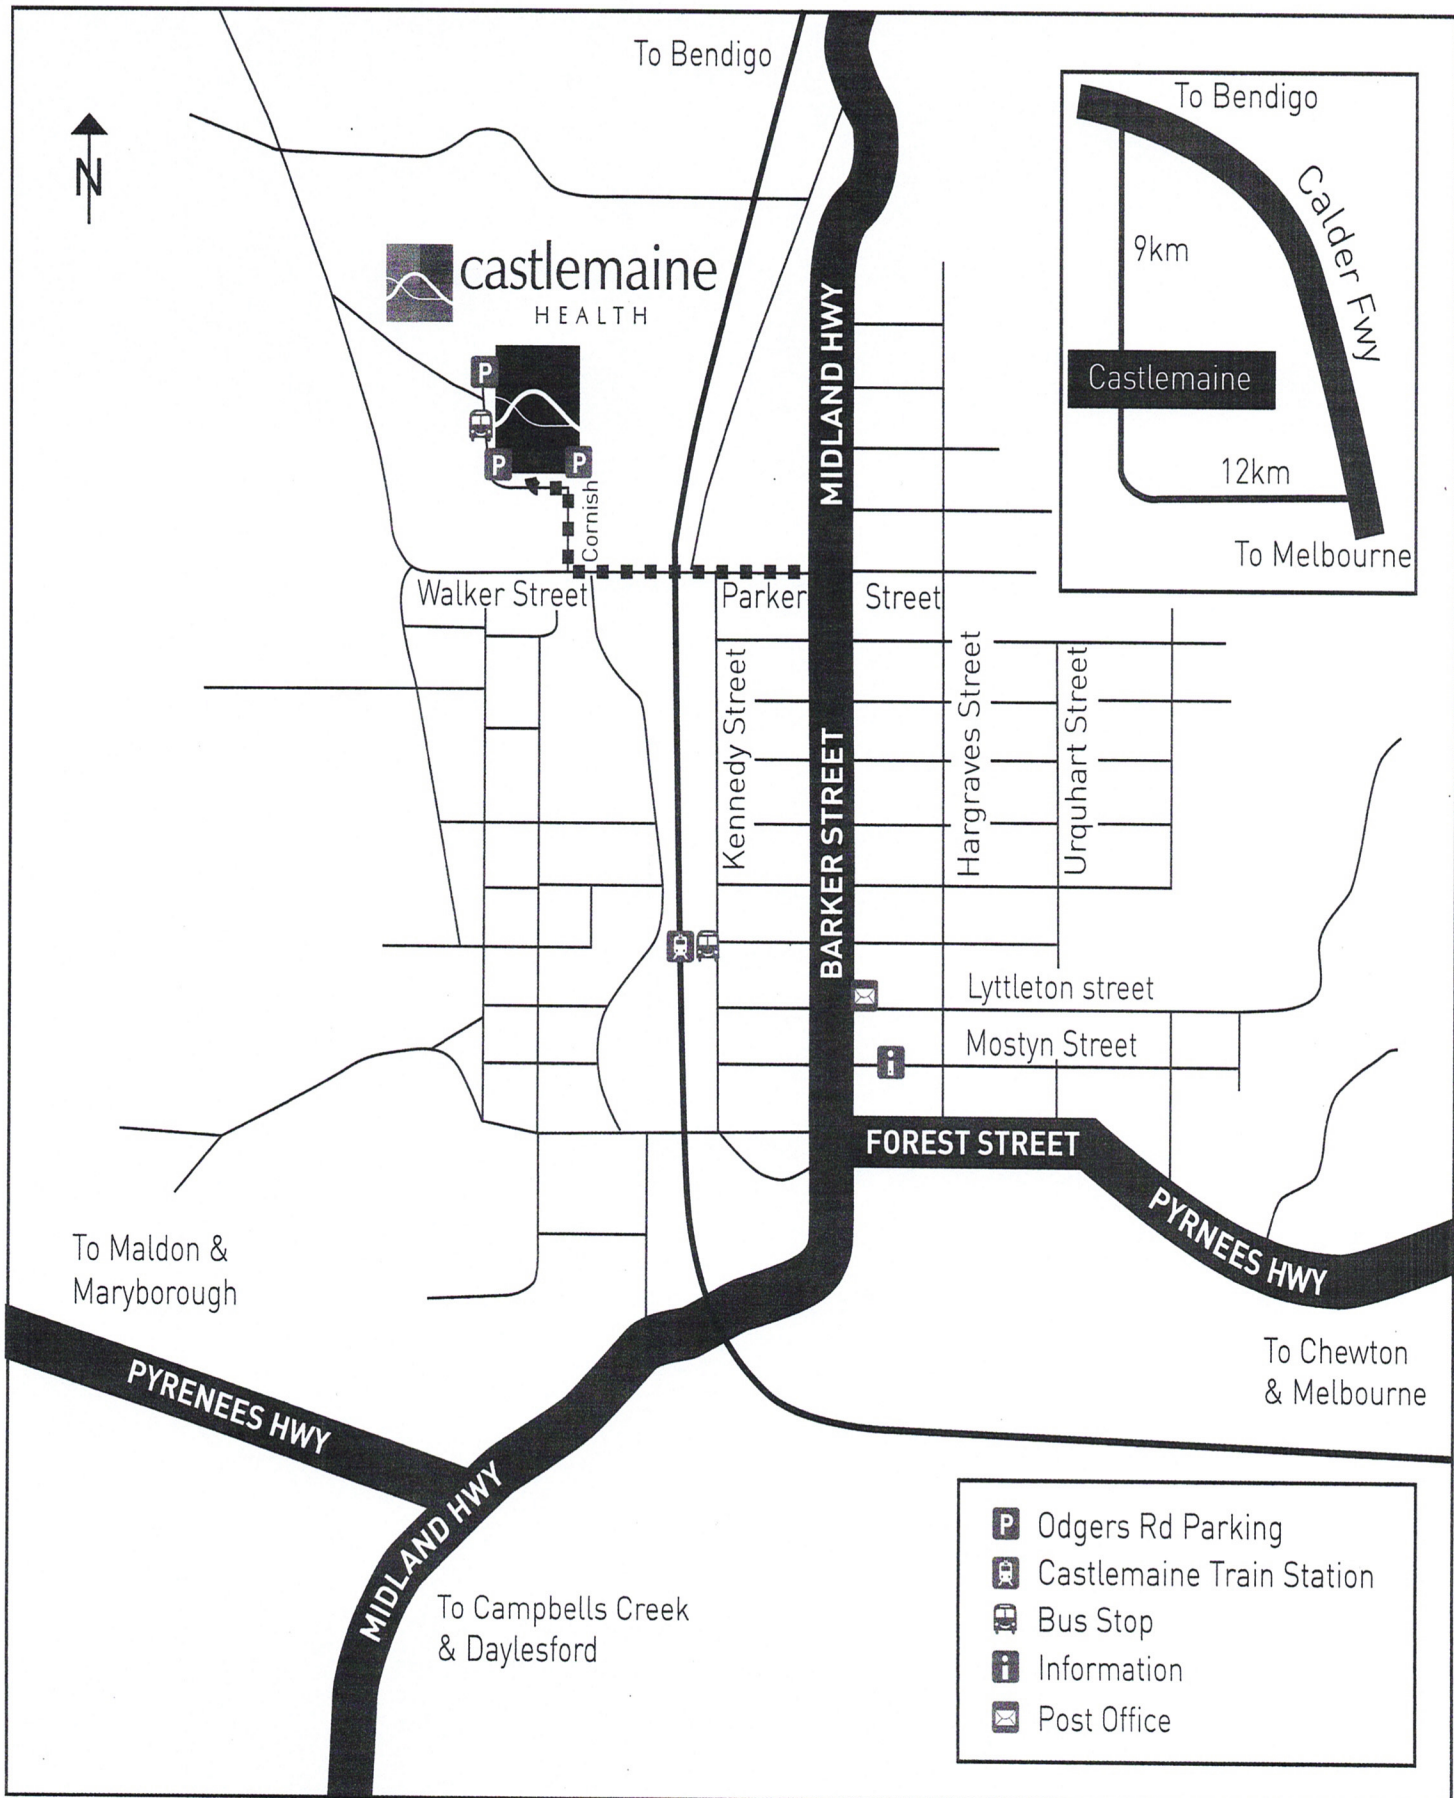 To Bendigo
N
castlemaine
HEALTH
P
P
P
Cornish
Walker Street
Parker
Street
MIDLAND HWY
To Bendigo
Calder Fwy
9km
Castlemaine
12km
To Melbourne
Kennedy Street
BARKER STREET
Hargraves Street
Urquhart Street
Lyttleton street
i
Mostyn Street
FOREST STREET
PYRNEES HWY
To Maldon &
Maryborough
PYRENEES HWY
To Chewton
& Melbourne
MIDLAND HWY
To Campbells Creek
& Daylesford
P Odgers Rd Parking
Castlemaine Train Station
Bus Stop
i Information
Post Office